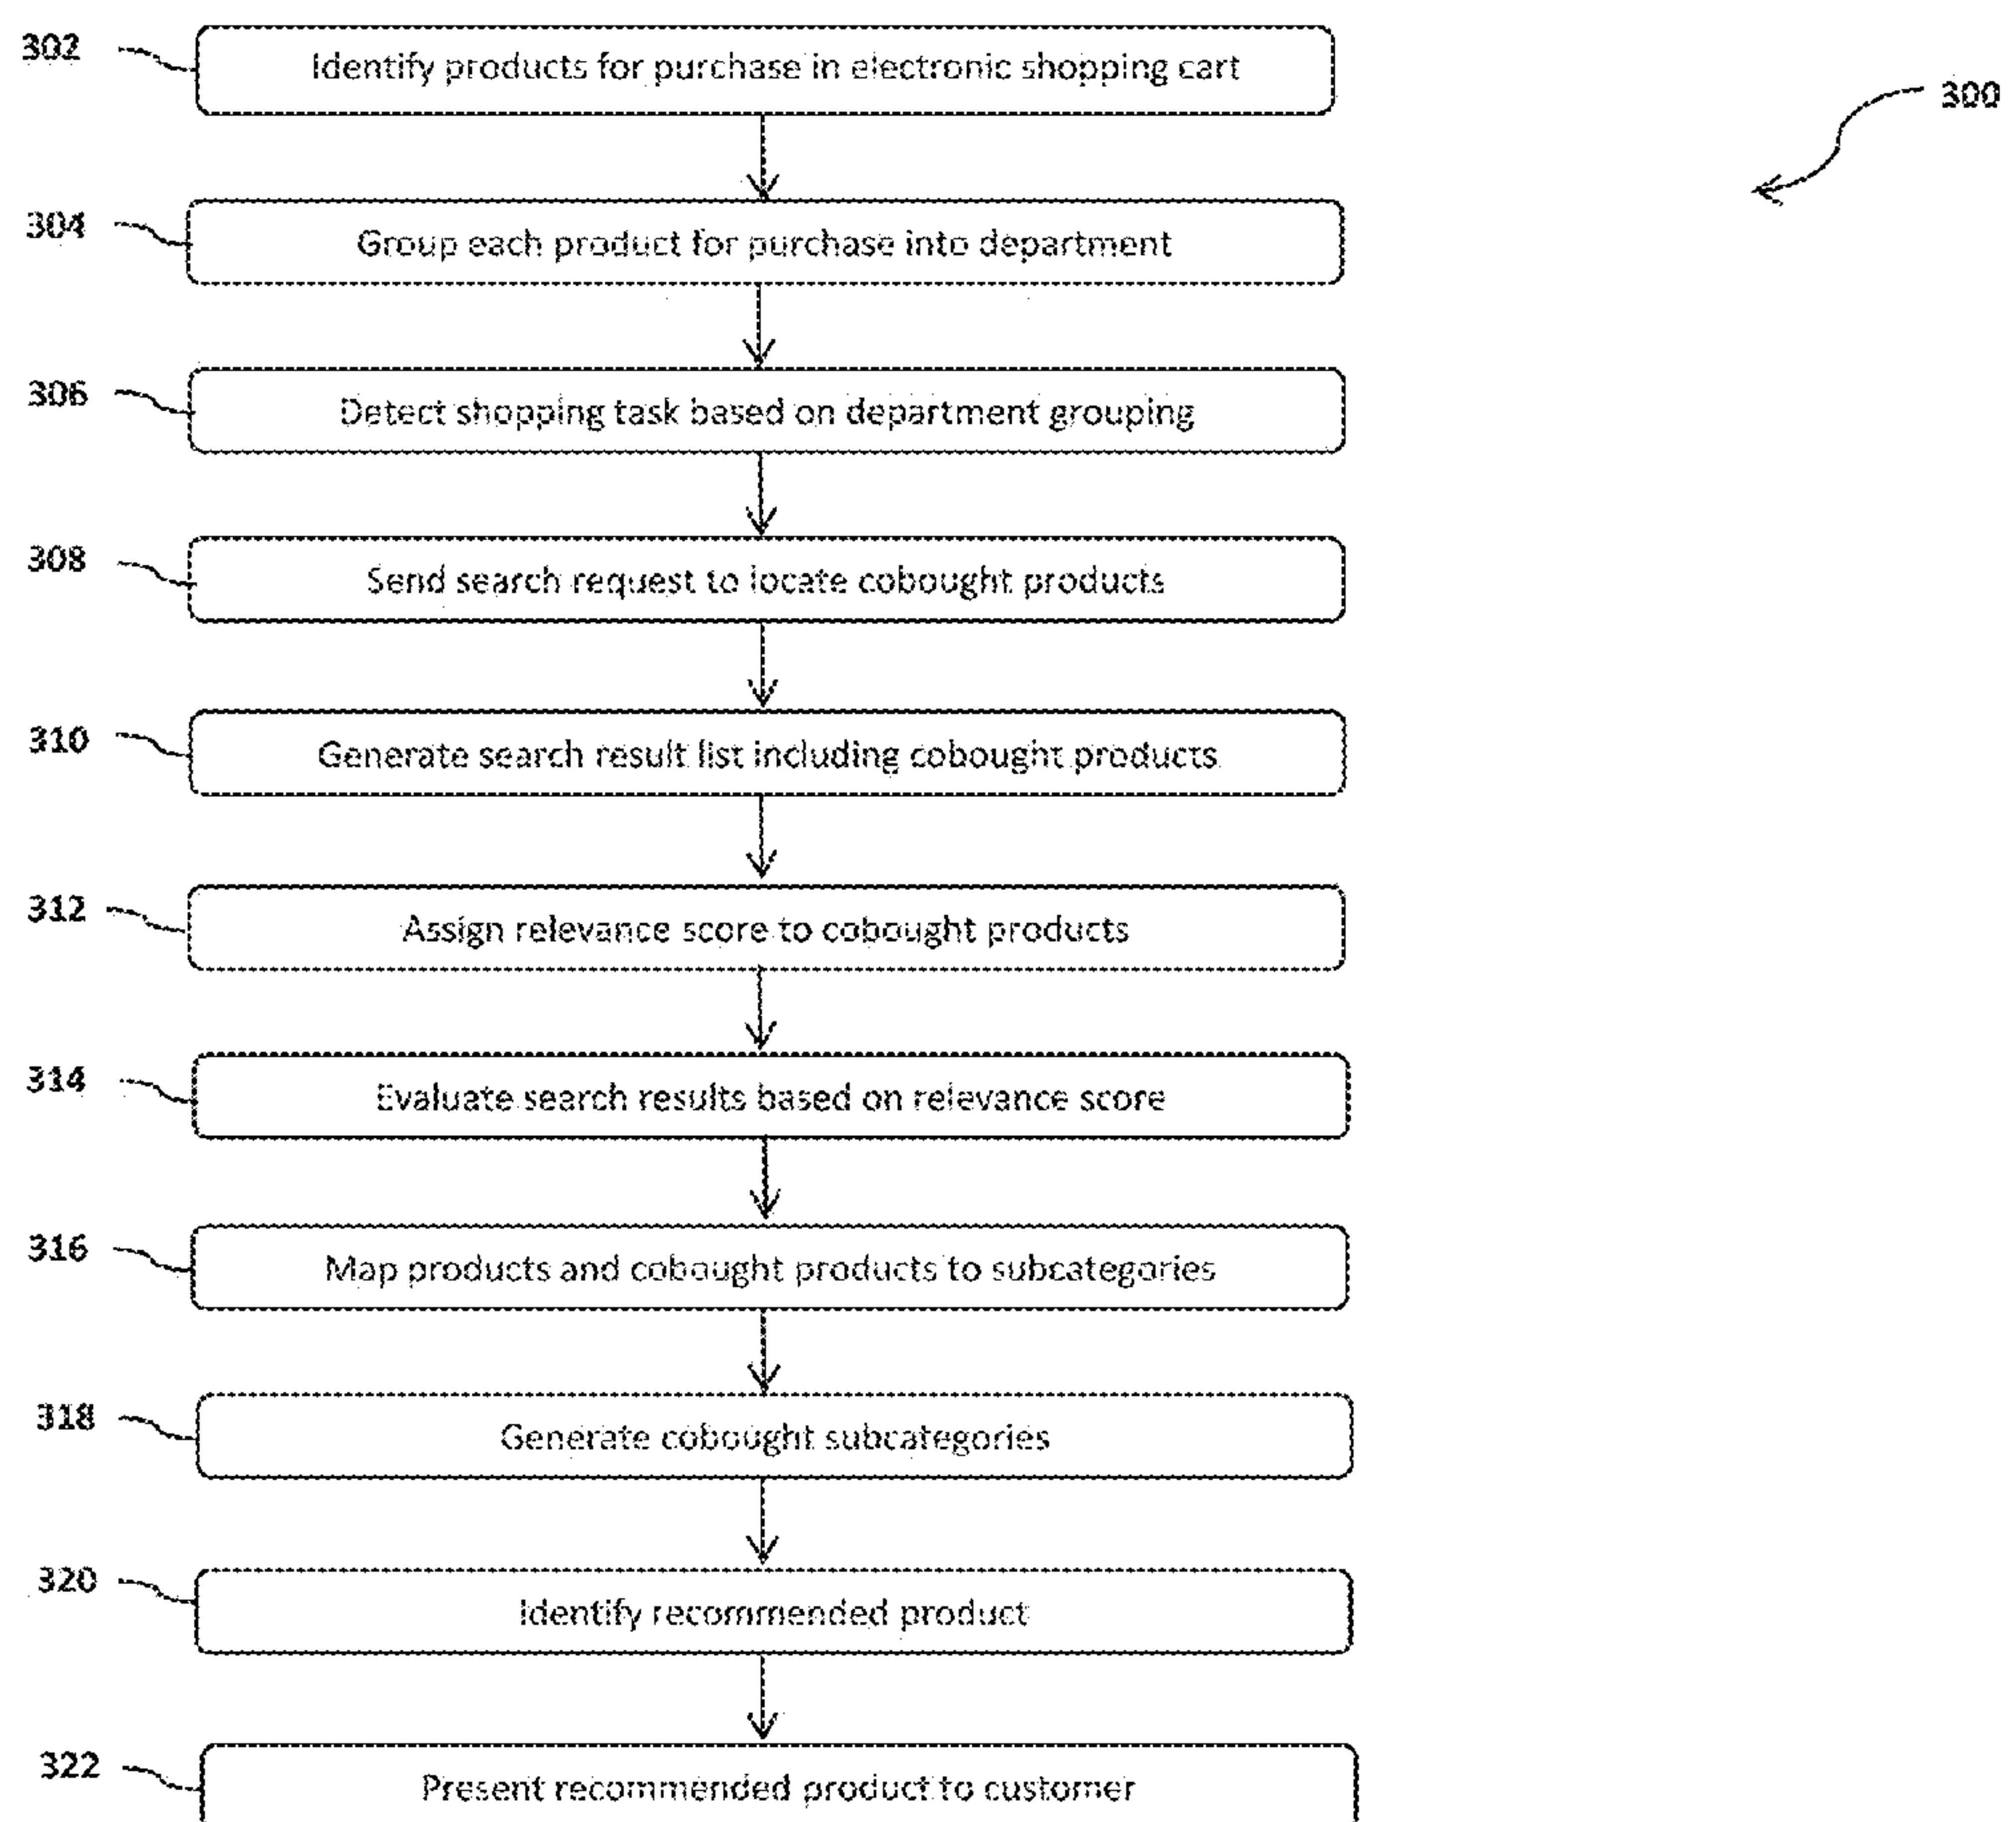 302 Identify products for purchase in electronic shopping cart
300
304 Group each product for purchase into department
306 Detect shopping task based on department grouping
308 Send search request to locate cobought products
310 Generate search result list including cobought products
312 Assign relevance score to cobought products
314 Evaluate search results based on relevance score
316 Map products and cobought products to subcategories
318 Generate cobought subcategories
320 Identify recommended product
322 Present recommended product to customer